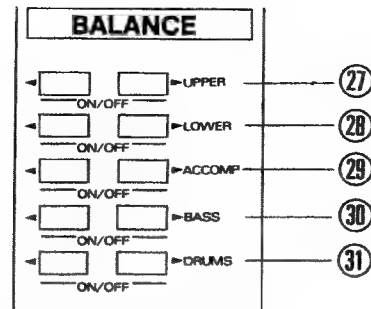 BALANCE
◄ ► UPPER 27
ON/OFF
◄ ► LOWER 28
ON/OFF
◄ ► ACCOMP 29
ON/OFF
◄ ► BASS 30
ON/OFF
◄ ► DRUMS 31
ON/OFF